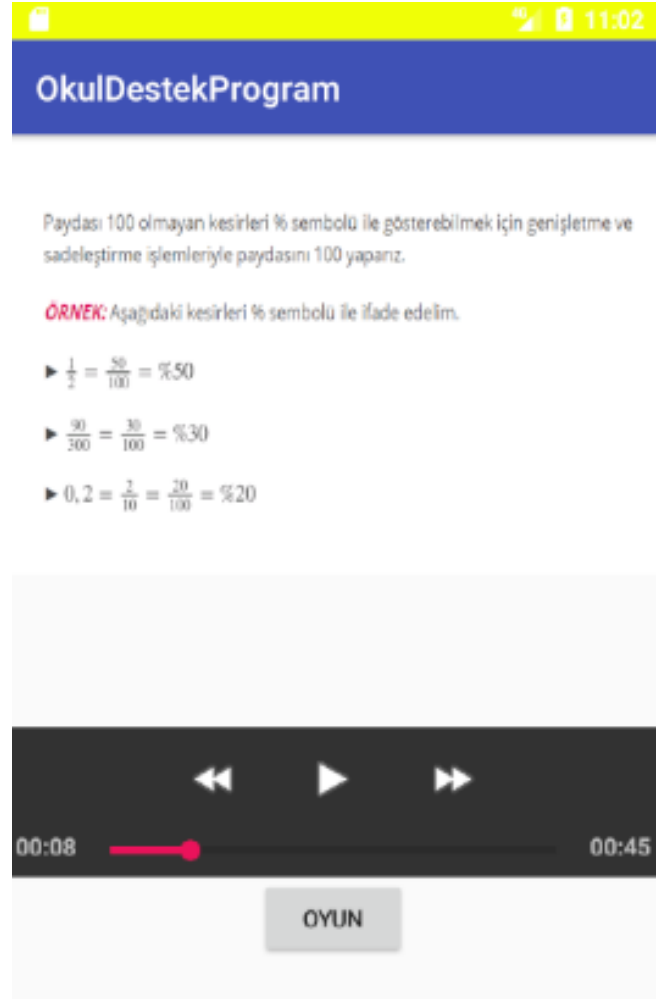 4G 11:02
OkulDestekProgram
Paydası 100 olmayan kesirleri % sembolü ile gösterebilmek için genişletme ve
sadeleştirme işlemleriyle paydasını 100 yaparız.
ÖRNEK: Aşağıdaki kesirleri % sembolü ile ifade edelim.
▶ 1/2 = 50/100 = %50
▶ 90/300 = 30/100 = %30
▶ 0,2 = 2/10 = 20/100 = %20
00:08 00:45
OYUN